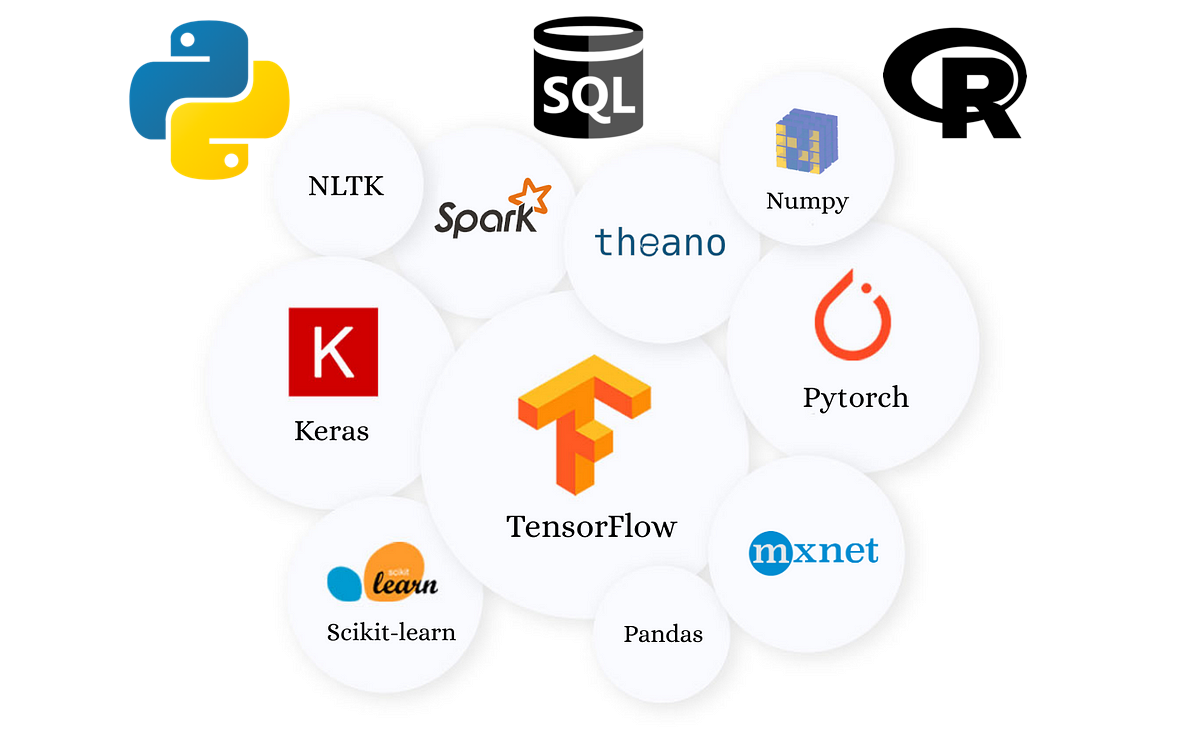 SQL
R
NLTK
Spark
theano
Numpy
K
Keras
Pytorch
TensorFlow
scikit
learn
Scikit-learn
mxnet
Pandas